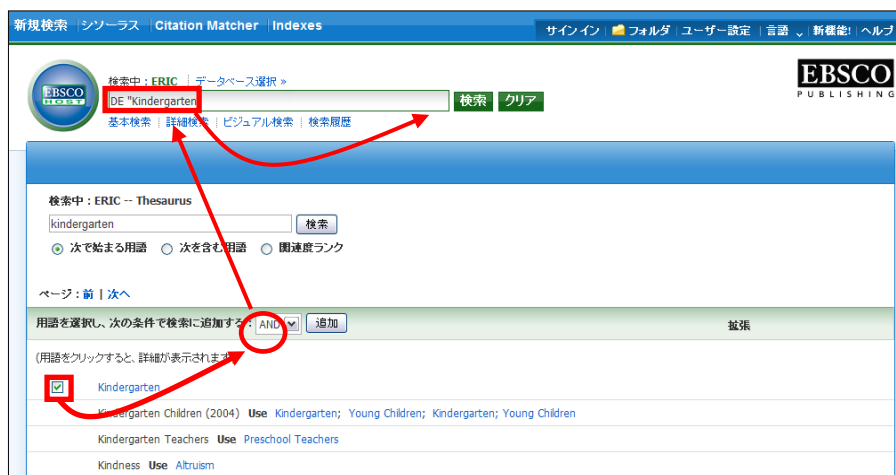 新規検索 | シソーラス | Citation Matcher | Indexes
サインイン | フォルダ | ユーザー設定 | 言語 | 新機能! | ヘルプ
EBSCO HOST
検索中 : ERIC | データベース選択 »
DE "Kindergarten
検索 クリア
EBSCO
PUBLISHING
基本検索 | 詳細検索 | ビジュアル検索 | 検索履歴
検索中 : ERIC -- Thesaurus
kindergarten 検索
次で始まる用語 次を含む用語 関連度ランク
ページ : 前 | 次へ
用語を選択し、次の条件で検索に追加する : AND 追加 拡張
(用語をクリックすると、詳細が表示されます
Kindergarten
Kindergarten Children (2004) Use Kindergarten; Young Children; Kindergarten; Young Children
Kindergarten Teachers Use Preschool Teachers
Kindness Use Altruism